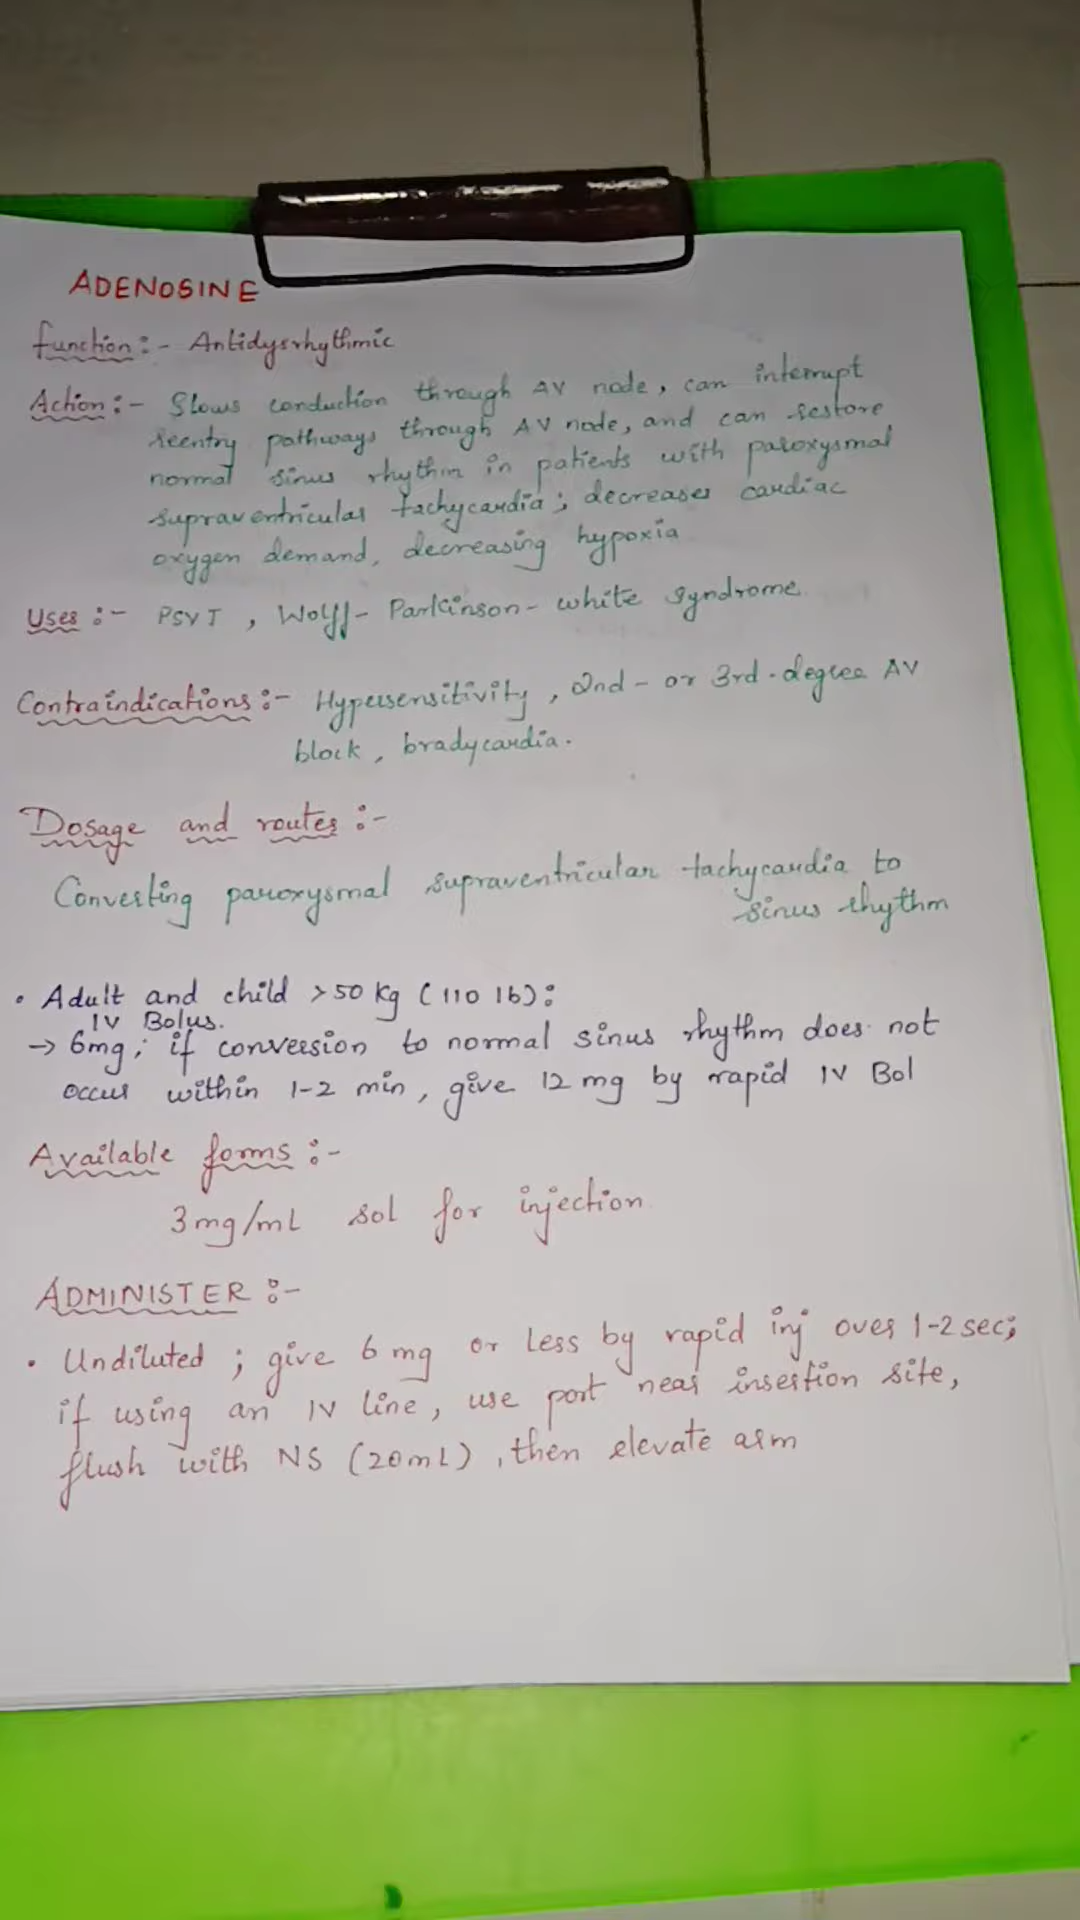 ADENOSINE
function :- Antidysrhythmic
Action :- Slows conduction through AV node, can interrupt
reentry pathways through AV node, and can restore
normal sinus rhythm in patients with paroxysmal
supraventricular tachycardia; decreases cardiac
oxygen demand, decreasing hypoxia
Uses :- PSVT, Wolff-Parkinson-white syndrome
Contraindications :- Hypersensitivity, 2nd- or 3rd-degree AV
block, bradycardia.
Dosage and routes :-
Converting paroxysmal supraventricular tachycardia to
sinus rhythm
• Adult and child >50 kg (110 lb):
IV Bolus.
→ 6mg; if conversion to normal sinus rhythm does not
occur within 1-2 min, give 12 mg by rapid IV Bol
Available forms :-
3mg/mL sol for injection
ADMINISTER :-
• Undiluted; give 6 mg or less by rapid inj over 1-2 sec;
if using an IV line, use port near insertion site,
flush with NS (20mL), then elevate arm